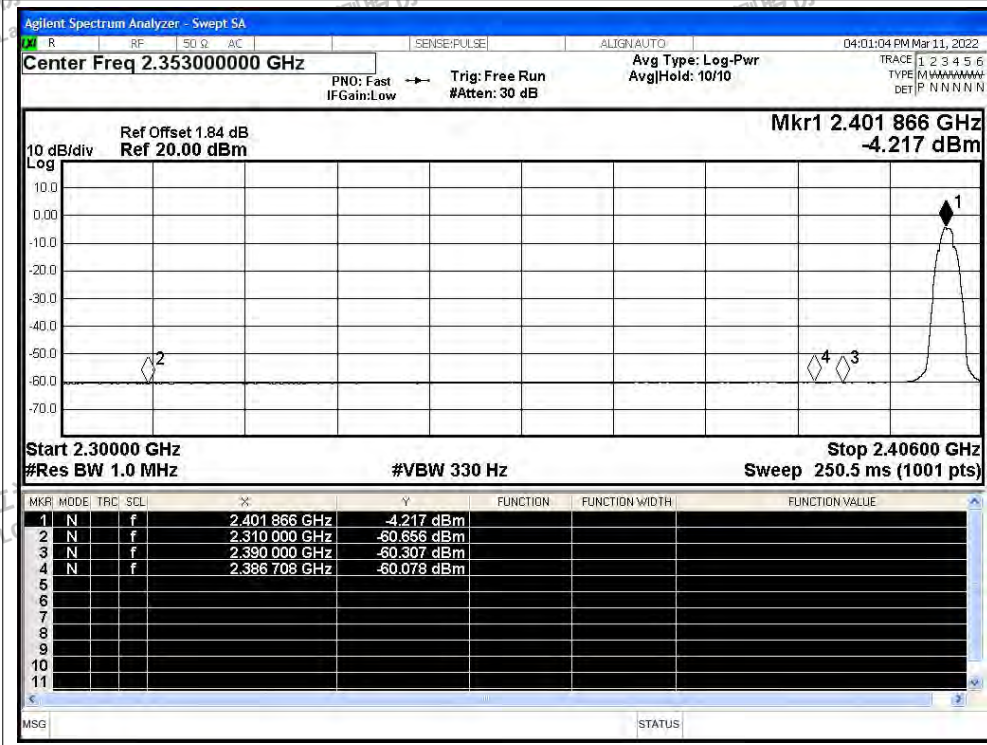 Agilent Spectrum Analyzer - Swept SA
LXI R RF 50 Ω AC SENSE:PULSE ALIGN AUTO 04:01:04 PM Mar 11, 2022
Center Freq 2.353000000 GHz Avg Type: Log-Pwr TRACE 1 2 3 4 5 6
PNO: Fast Trig: Free Run Avg|Hold: 10/10 TYPE M WWWWW
IFGain:Low #Atten: 30 dB DET P N N N N N
Mkr1 2.401 866 GHz
Ref Offset 1.84 dB
10 dB/div Ref 20.00 dBm -4.217 dBm
Log
10.0
0.00
1
-10.0
-20.0
-30.0
-40.0
-50.0
2 4 3
-60.0
-70.0
Start 2.30000 GHz Stop 2.40600 GHz
#Res BW 1.0 MHz #VBW 330 Hz Sweep 250.5 ms (1001 pts)
MKR MODE TRC SCL X Y FUNCTION FUNCTION WIDTH FUNCTION VALUE
1 N f 2.401 866 GHz -4.217 dBm
2 N f 2.310 000 GHz -60.656 dBm
3 N f 2.390 000 GHz -60.307 dBm
4 N f 2.386 708 GHz -60.078 dBm
5
6
7
8
9
10
11
MSG STATUS